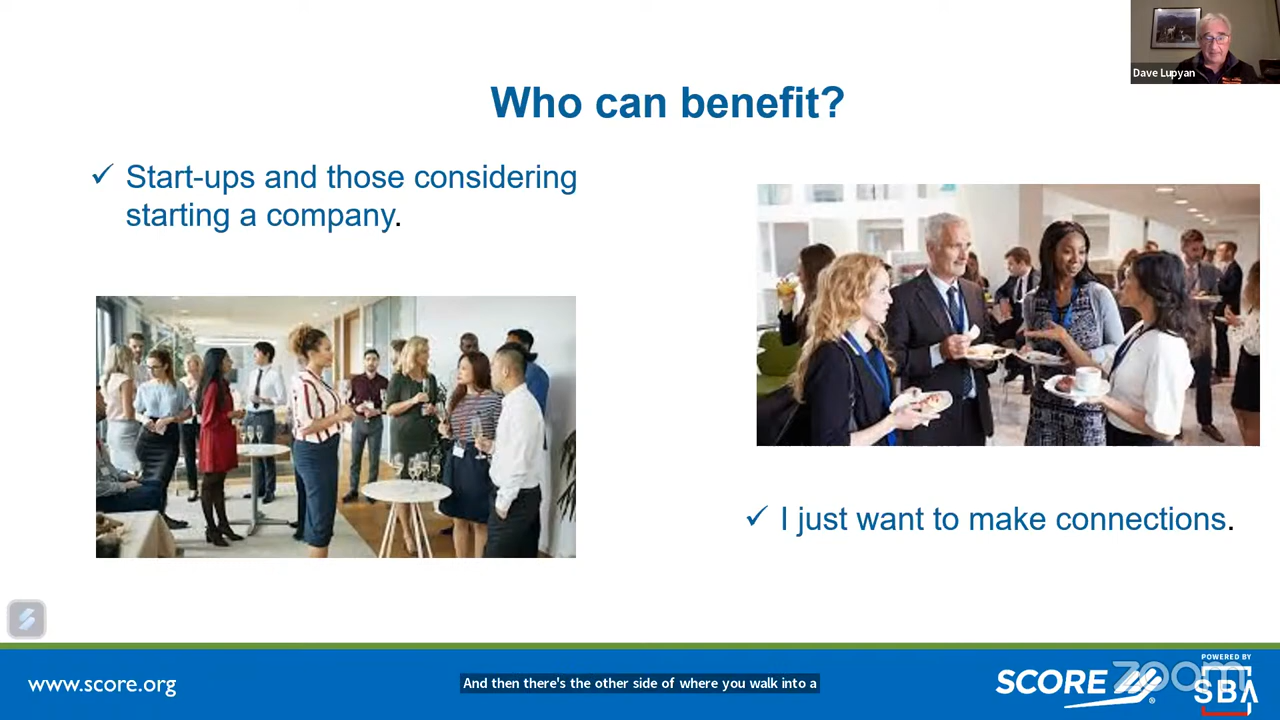 Dave Lupyan
Who can benefit?
✓ Start-ups and those considering
starting a company.
✓ I just want to make connections.
www.score.org
And then there's the other side of where you walk into a
SCORE
®
zoom
POWERED BY
SBA